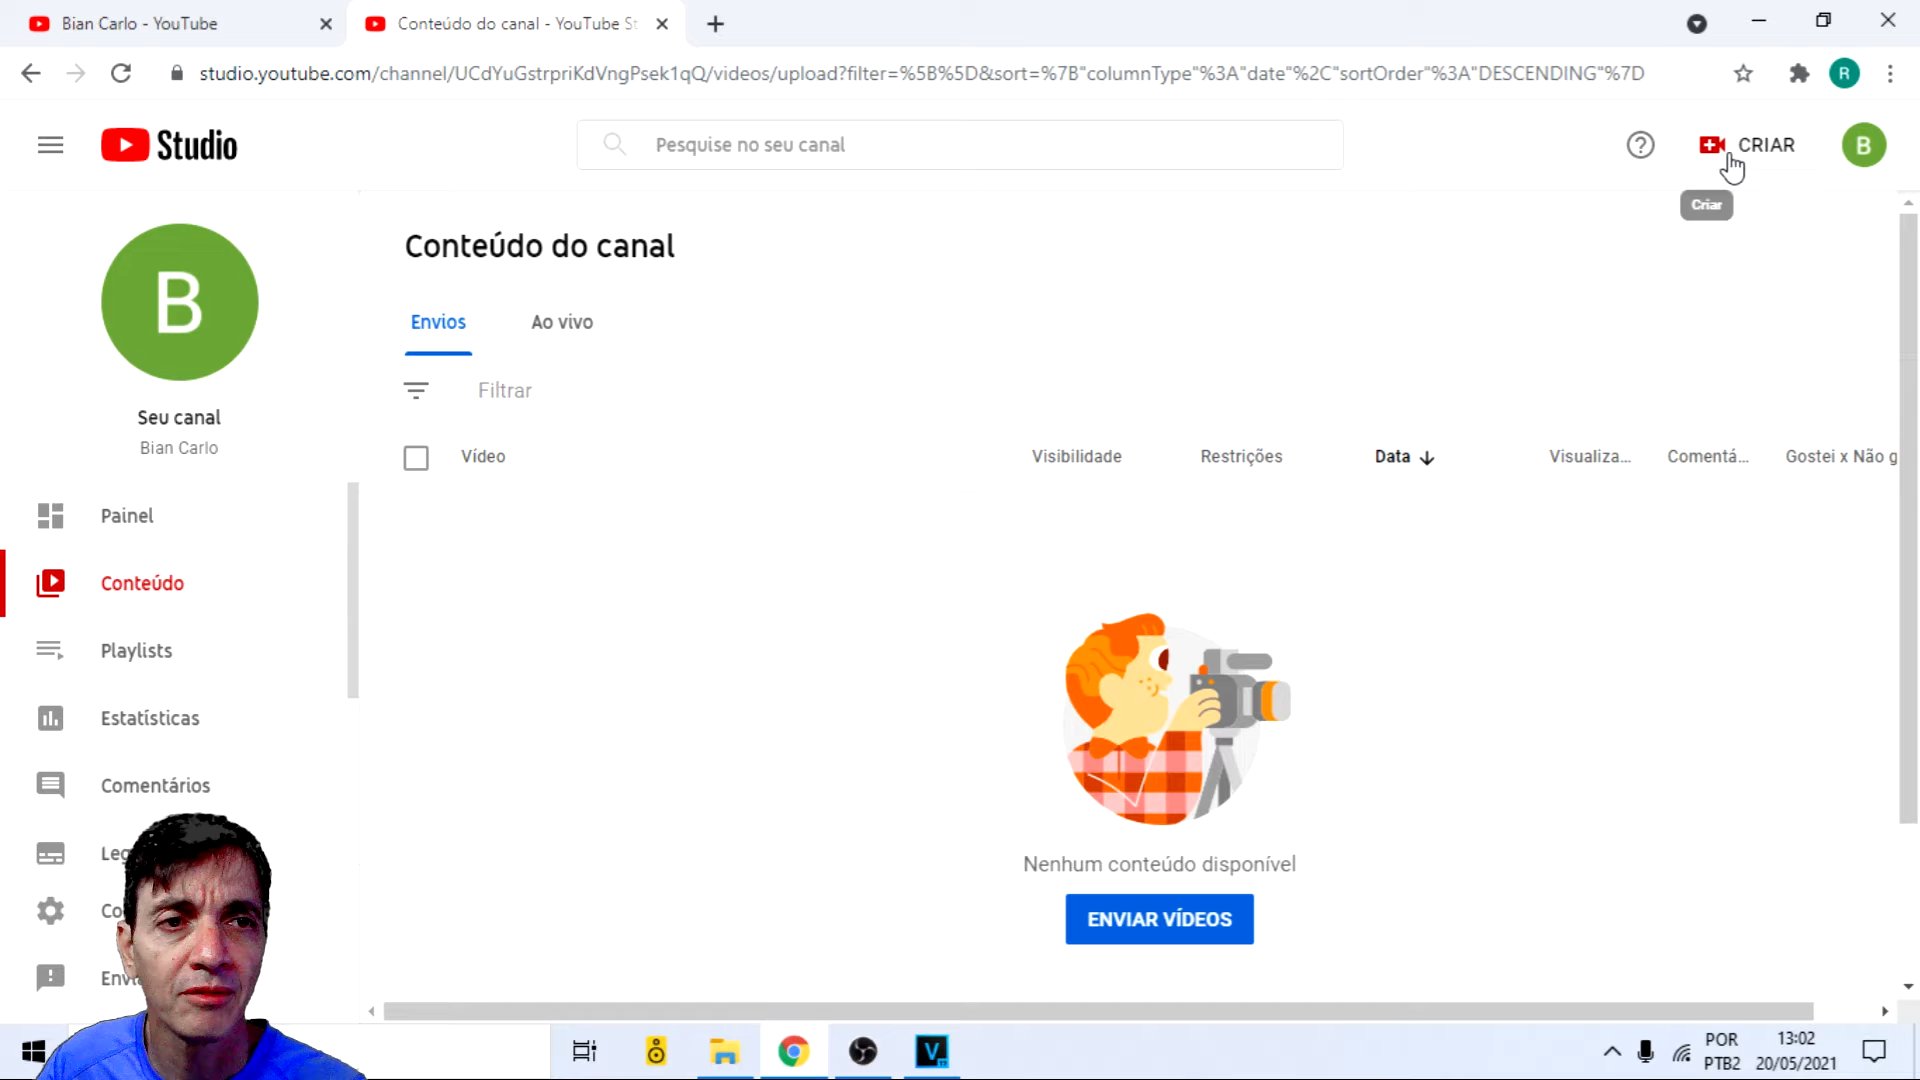 Bian Carlo - YouTube
Conteúdo do canal - YouTube St
studio.youtube.com/channel/UCdYuGstrpriKdVngPsek1qQ/videos/upload?filter=%5B%5D&sort=%7B"columnType"%3A"date"%2C"sortOrder"%3A"DESCENDING"%7D
R
Studio
Pesquise no seu canal
CRIAR
B
Criar
B
Seu canal
Bian Carlo
Painel
Conteúdo
Playlists
Estatísticas
Comentários
Leg
Co
Envi
Conteúdo do canal
Envios
Ao vivo
Filtrar
Vídeo
Visibilidade
Restrições
Data
Visualiza...
Comentá...
Gostei x Não g
Nenhum conteúdo disponível
ENVIAR VÍDEOS
V
POR
PTB2
13:02
20/05/2021